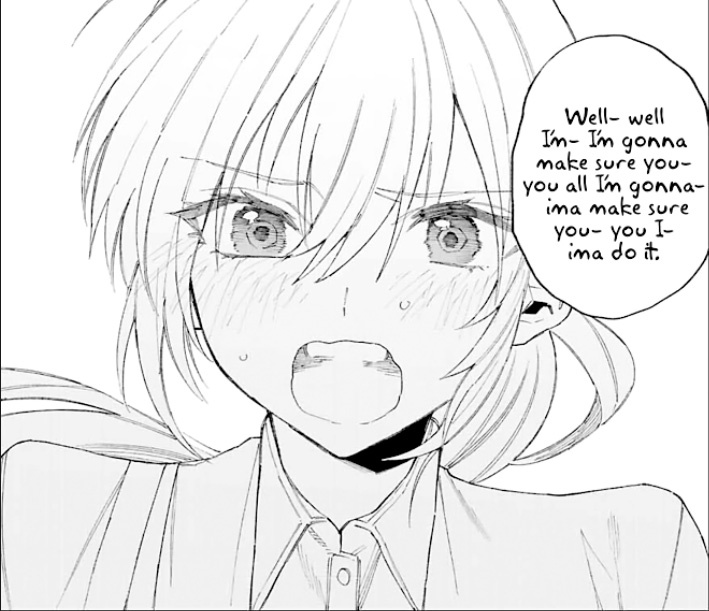 Well- well
I'm- I'm gonna
make sure you-
you all I'm gonna-
ima make sure
you- you I-
ima do it.